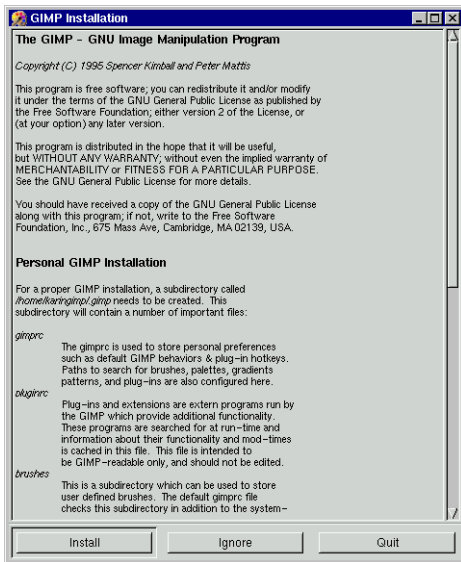 GIMP Installation
The GIMP – GNU Image Manipulation Program
Copyright (C) 1995 Spencer Kimball and Peter Mattis
This program is free software; you can redistribute it and/or modify
it under the terms of the GNU General Public License as published by
the Free Software Foundation; either version 2 of the License, or
(at your option) any later version.
This program is distributed in the hope that it will be useful,
but WITHOUT ANY WARRANTY; without even the implied warranty of
MERCHANTABILITY or FITNESS FOR A PARTICULAR PURPOSE.
See the GNU General Public License for more details.
You should have received a copy of the GNU General Public License
along with this program; if not, write to the Free Software
Foundation, Inc., 675 Mass Ave, Cambridge, MA 02139, USA.
Personal GIMP Installation
For a proper GIMP installation, a subdirectory called
/home/karingimp/.gimp needs to be created. This
subdirectory will contain a number of important files:
gimprc
The gimprc is used to store personal preferences
such as default GIMP behaviors & plug–in hotkeys.
Paths to search for brushes, palettes, gradients
patterns, and plug–ins are also configured here.
pluginrc
Plug–ins and extensions are extern programs run by
the GIMP which provide additional functionality.
These programs are searched for at run–time and
information about their functionality and mod–times
is cached in this file. This file is intended to
be GIMP–readable only, and should not be edited.
brushes
This is a subdirectory which can be used to store
user defined brushes. The default gimprc file
checks this subdirectory in addition to the system–
Install
Ignore
Quit